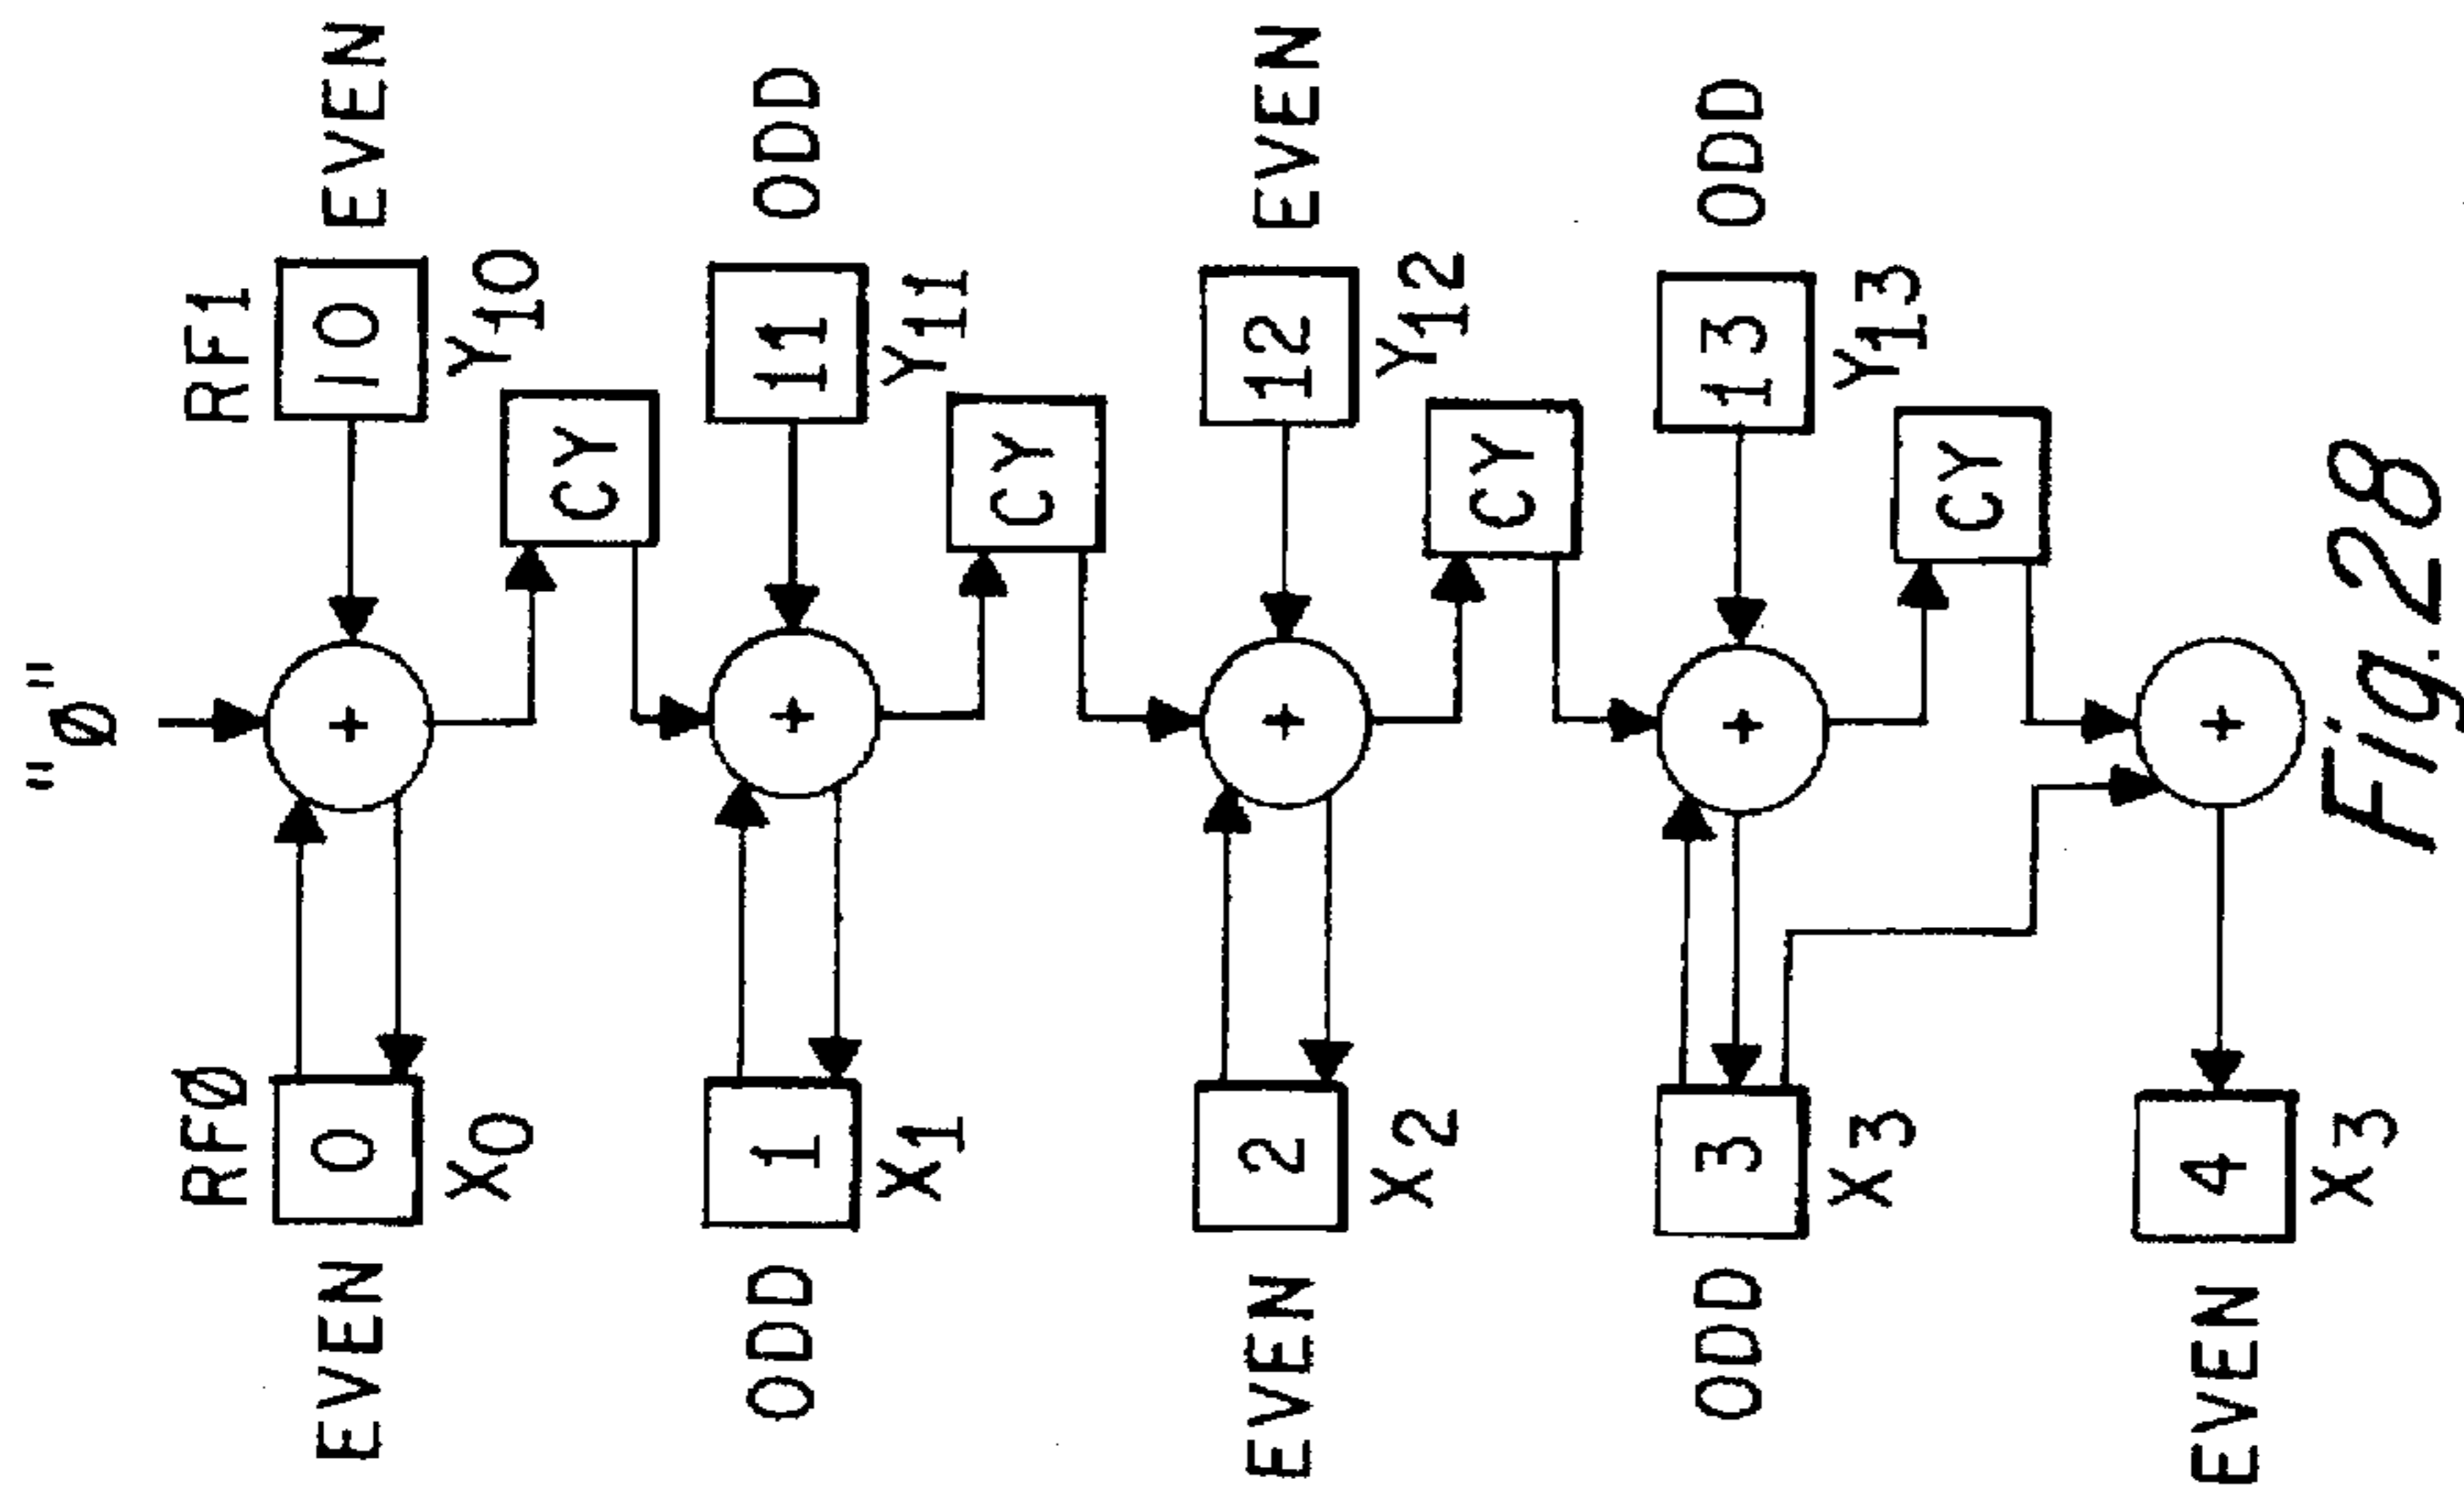 "Ø"
RFØ RF1
EVEN 0 + 10 EVEN
X0 Y10
CY
ODD 1 + 11 ODD
X1 Y11
CY
EVEN 2 + 12 EVEN
X2 Y12
CY
ODD 3 + 13 ODD
X3 Y13
CY
EVEN 4 +
X3
Fig.28